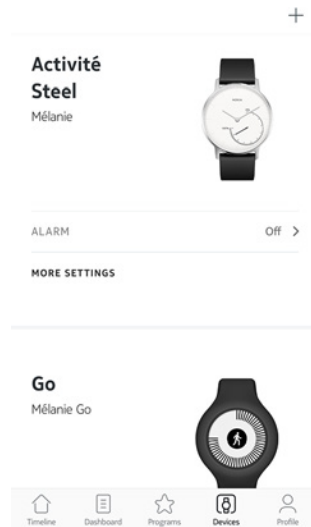 Activité
Steel
Mélanie
ALARM Off
MORE SETTINGS
Go
Mélanie Go
Timeline Dashboard Programs Devices Profile